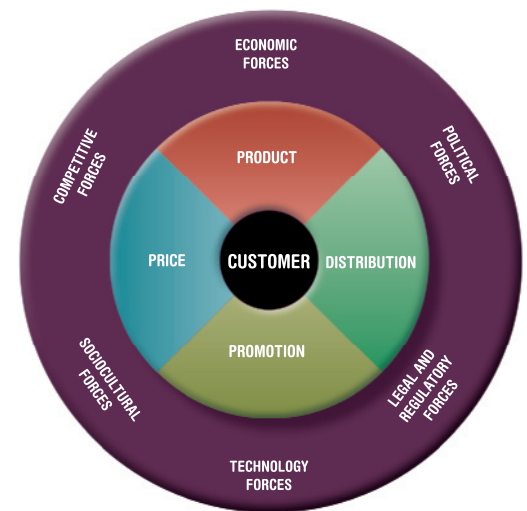 ECONOMIC
FORCES
POLITICAL
FORCES
COMPETITIVE
FORCES
PRODUCT
PRICE
CUSTOMER
DISTRIBUTION
PROMOTION
SOCIOCULTURAL
FORCES
LEGAL AND
REGULATORY
FORCES
TECHNOLOGY
FORCES